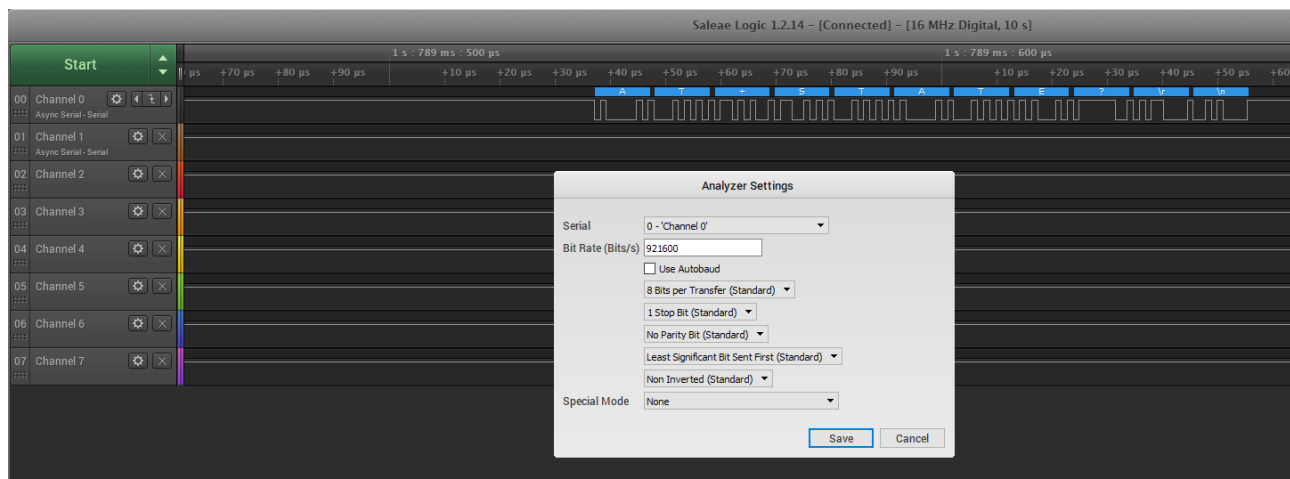 Saleae Logic 1.2.14 - [Connected] - [16 MHz Digital, 10 s]
Start
1 s : 789 ms : 500 µs
1 s : 789 ms : 600 µs
µs +70 µs +80 µs +90 µs +10 µs +20 µs +30 µs +40 µs +50 µs +60 µs +70 µs +80 µs +90 µs +10 µs +20 µs +30 µs +40 µs +50 µs +60
00 Channel 0
Async Serial - Serial
A T + S T A T E ? \r \n
01 Channel 1
Async Serial - Serial
02 Channel 2
03 Channel 3
04 Channel 4
05 Channel 5
06 Channel 6
07 Channel 7
Analyzer Settings
Serial 0 - 'Channel 0'
Bit Rate (Bits/s) 921600
Use Autobaud
8 Bits per Transfer (Standard)
1 Stop Bit (Standard)
No Parity Bit (Standard)
Least Significant Bit Sent First (Standard)
Non Inverted (Standard)
Special Mode None
Save Cancel